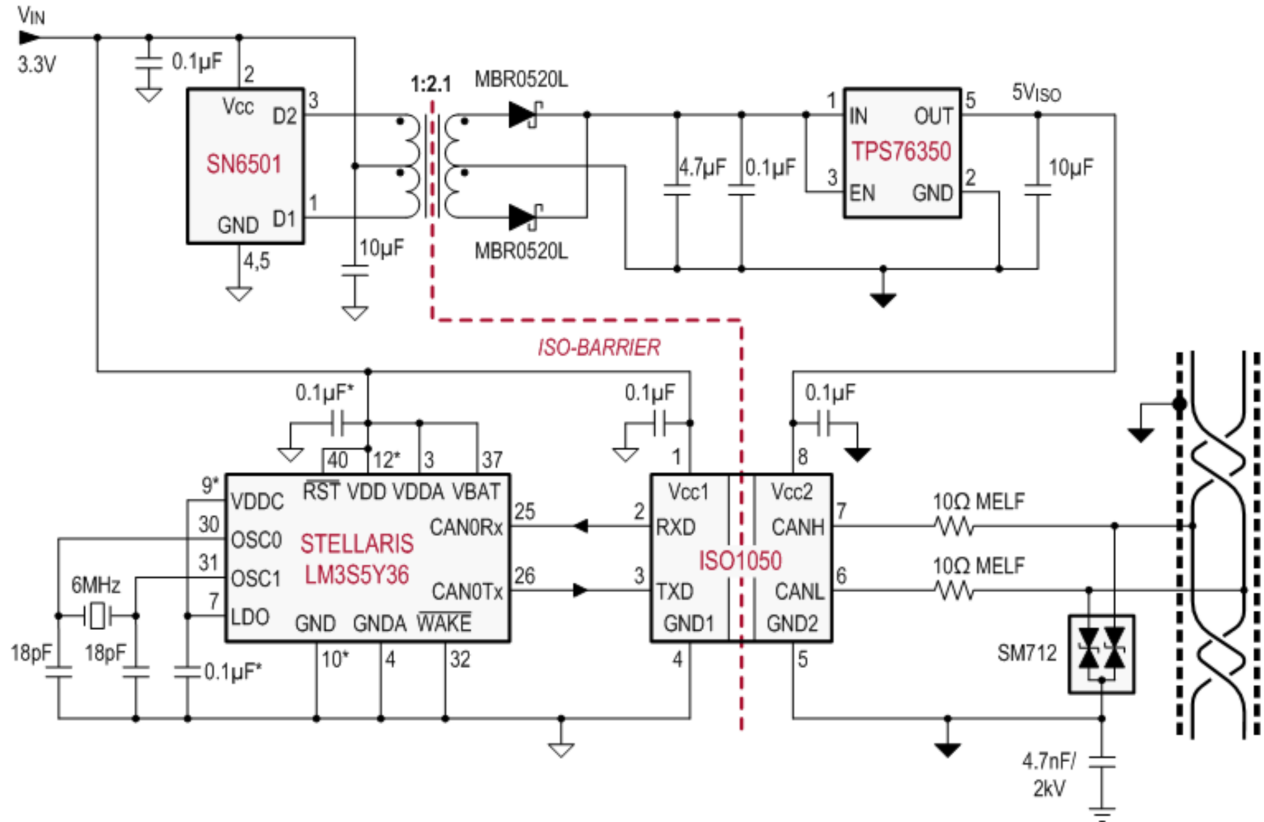 VIN
3.3V
0.1µF
2
Vcc
D2
3
SN6501
GND
D1
1
4,5
10µF
1:2.1
MBR0520L
MBR0520L
4.7µF
0.1µF
1
IN
OUT
5
TPS76350
3
EN
GND
2
5VISO
10µF
ISO-BARRIER
0.1µF*
0.1µF
0.1µF
40
12*
3
37
1
8
9*
VDDC
RST
VDD
VDDA
VBAT
30
OSC0
CAN0Rx
25
STELLARIS
LM3S5Y36
31
OSC1
CAN0Tx
26
7
LDO
GND
GNDA
WAKE
6MHz
18pF
18pF
0.1µF*
10*
4
32
Vcc1
Vcc2
2
RXD
CANH
7
ISO1050
3
TXD
CANL
6
GND1
GND2
4
5
10Ω MELF
10Ω MELF
SM712
4.7nF/
2kV